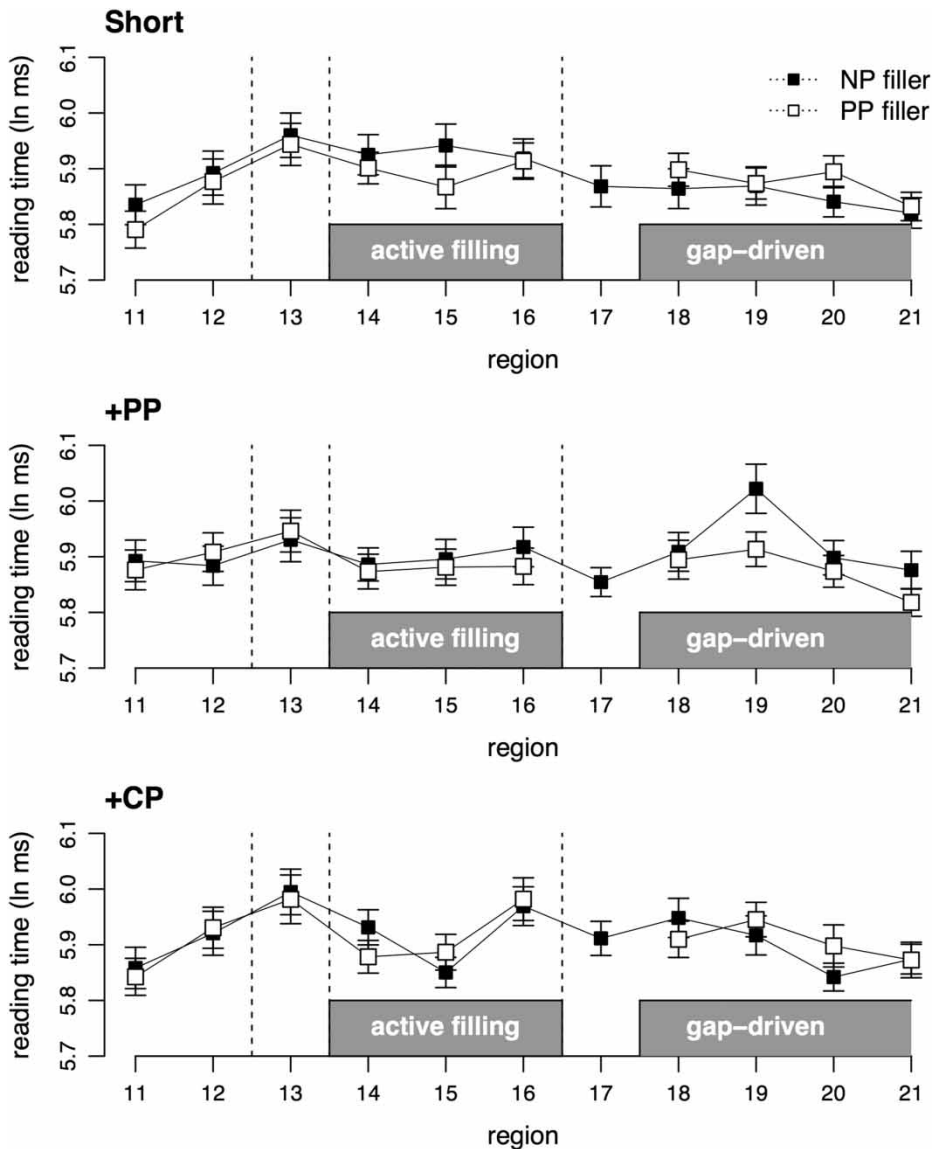 Short
reading time (ln ms)
5.7 5.8 5.9 6.0 6.1
NP filler
PP filler
active filling
gap−driven
11 12 13 14 15 16 17 18 19 20 21
region
+PP
reading time (ln ms)
5.7 5.8 5.9 6.0 6.1
active filling
gap−driven
11 12 13 14 15 16 17 18 19 20 21
region
+CP
reading time (ln ms)
5.7 5.8 5.9 6.0 6.1
active filling
gap−driven
11 12 13 14 15 16 17 18 19 20 21
region